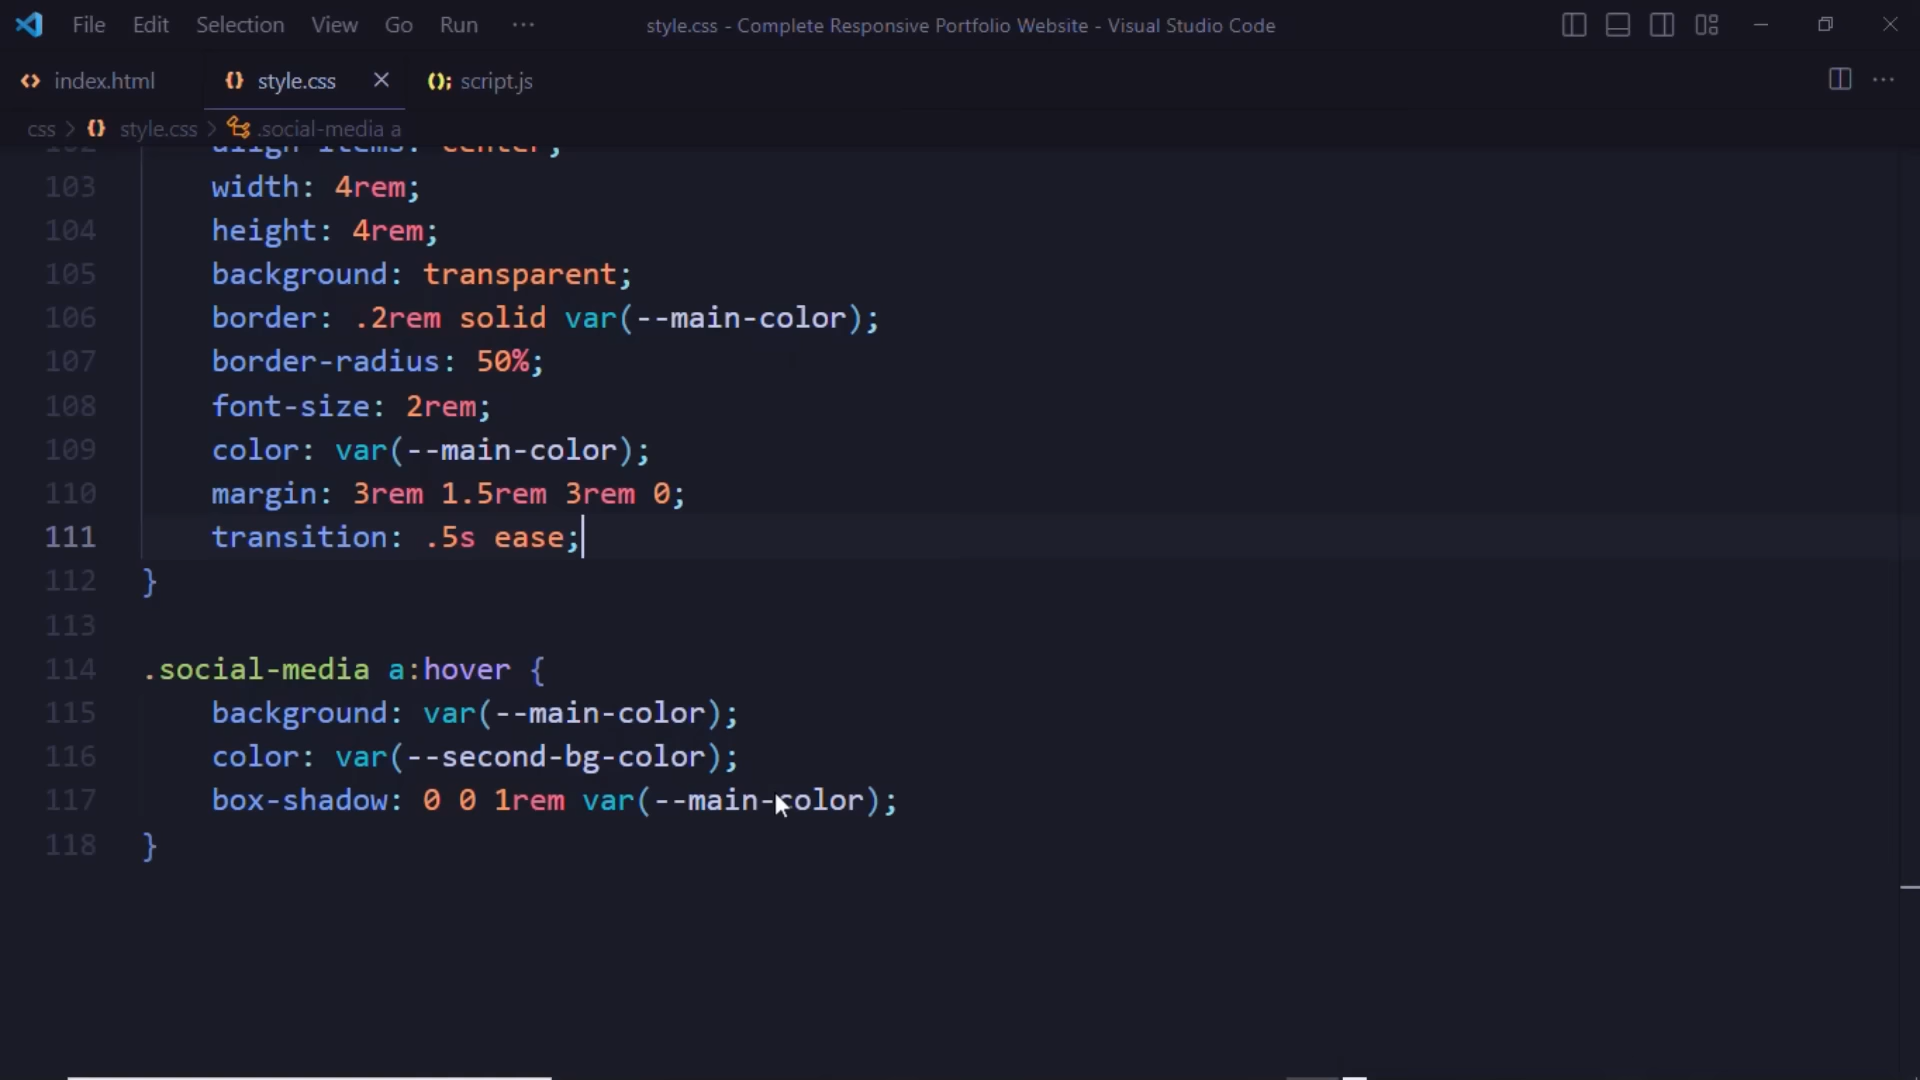 File Edit Selection View Go Run ··· style.css - Complete Responsive Portfolio Website - Visual Studio Code
index.html {} style.css × (); script.js ···
css > {} style.css > .social-media a
102 align-items: center;
103 width: 4rem;
104 height: 4rem;
105 background: transparent;
106 border: .2rem solid var(--main-color);
107 border-radius: 50%;
108 font-size: 2rem;
109 color: var(--main-color);
110 margin: 3rem 1.5rem 3rem 0;
111 transition: .5s ease;
112 }
113
114 .social-media a:hover {
115 background: var(--main-color);
116 color: var(--second-bg-color);
117 box-shadow: 0 0 1rem var(--main-color);
118 }